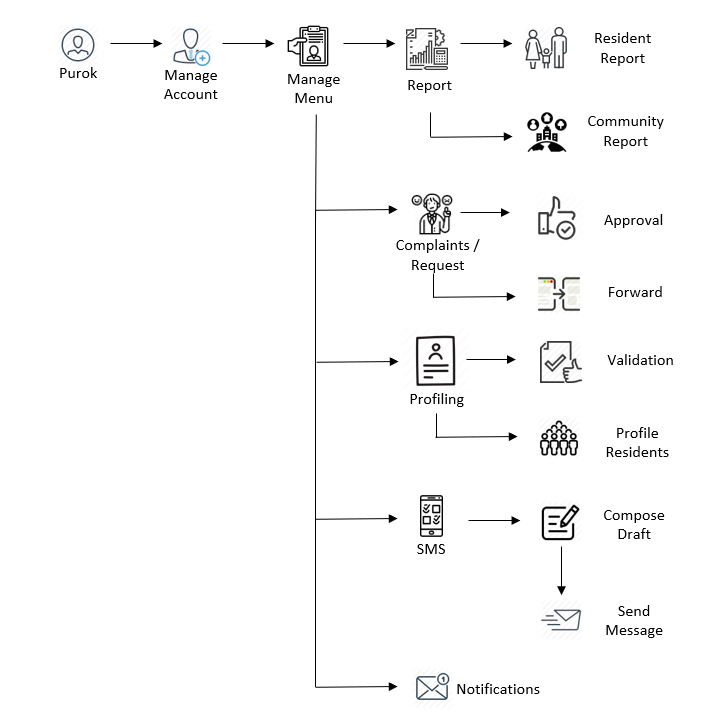 Purok
Manage
Account
Manage
Menu
Report
Resident
Report
Community
Report
Complaints /
Request
Approval
Forward
Profiling
Validation
Profile
Residents
SMS
Compose
Draft
Send
Message
1
Notifications